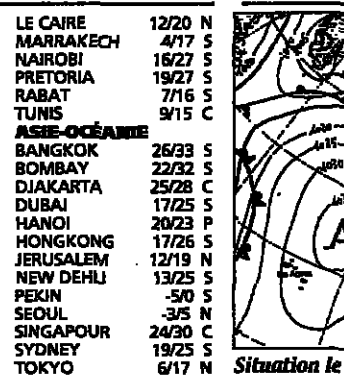 LE CAIRE 12/20 N
MARRAKECH 4/17 S
NAIROBI 16/27 S
PRETORIA 19/27 S
RABAT 7/16 S
TUNIS 9/15 C
ASIE-OCÉANIE
BANGKOK 26/33 S
BOMBAY 22/32 S
DJAKARTA 25/28 C
DUBAI 17/25 S
HANOI 20/23 P
HONGKONG 17/26 S
JERUSALEM 12/19 N
NEW DEHLI 13/25 S
PEKIN -5/0 S
SEOUL -3/5 N
SINGAPOUR 24/30 C
SYDNEY 19/25 S
TOKYO 6/17 N
A
Situation le